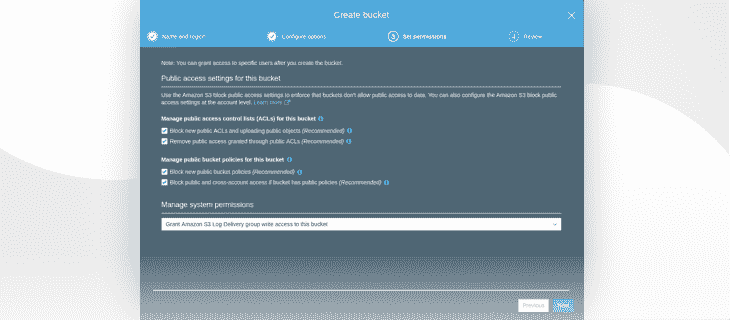 Create bucket
Name and region
Configure options
3 Set permissions
4 Review
Note: You can grant access to specific users after you create the bucket.
Public access settings for this bucket
Use the Amazon S3 block public access settings to enforce that buckets don't allow public access to data. You can also configure the Amazon S3 block public
access settings at the account level. Learn more
Manage public access control lists (ACLs) for this bucket
Block new public ACLs and uploading public objects (Recommended)
Remove public access granted through public ACLs (Recommended)
Manage public bucket policies for this bucket
Block new public bucket policies (Recommended)
Block public and cross-account access if bucket has public policies (Recommended)
Manage system permissions
Grant Amazon S3 Log Delivery group write access to this bucket
Previous